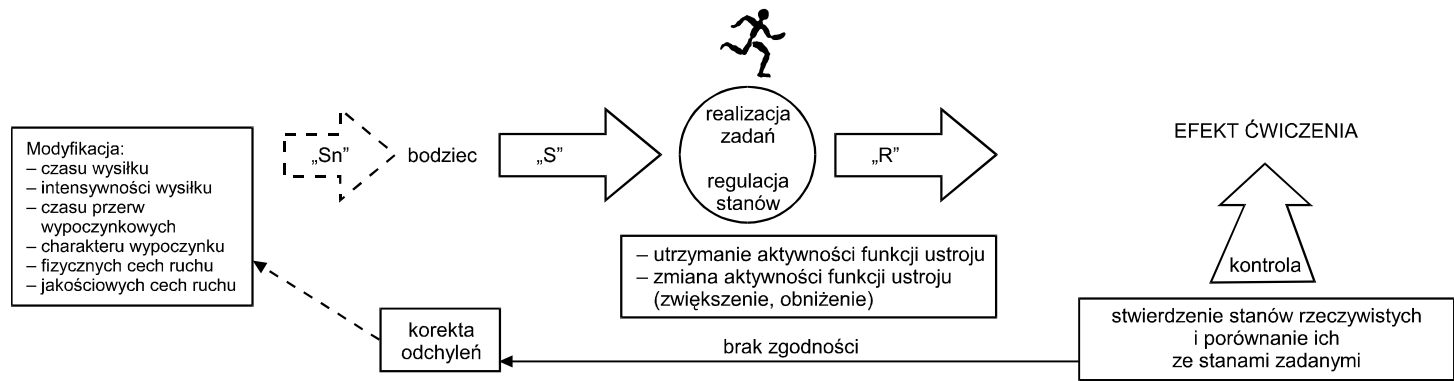 Modyfikacja:
– czasu wysiłku
– intensywności wysiłku
– czasu przerw
wypoczynkowych
– charakteru wypoczynku
– fizycznych cech ruchu
– jakościowych cech ruchu
„Sn”
bodziec
„S”
realizacja
zadań
regulacja
stanów
„R”
– utrzymanie aktywności funkcji ustroju
– zmiana aktywności funkcji ustroju
(zwiększenie, obniżenie)
EFEKT ĆWICZENIA
kontrola
stwierdzenie stanów rzeczywistych
i porównanie ich
ze stanami zadanymi
brak zgodności
korekta
odchyleń